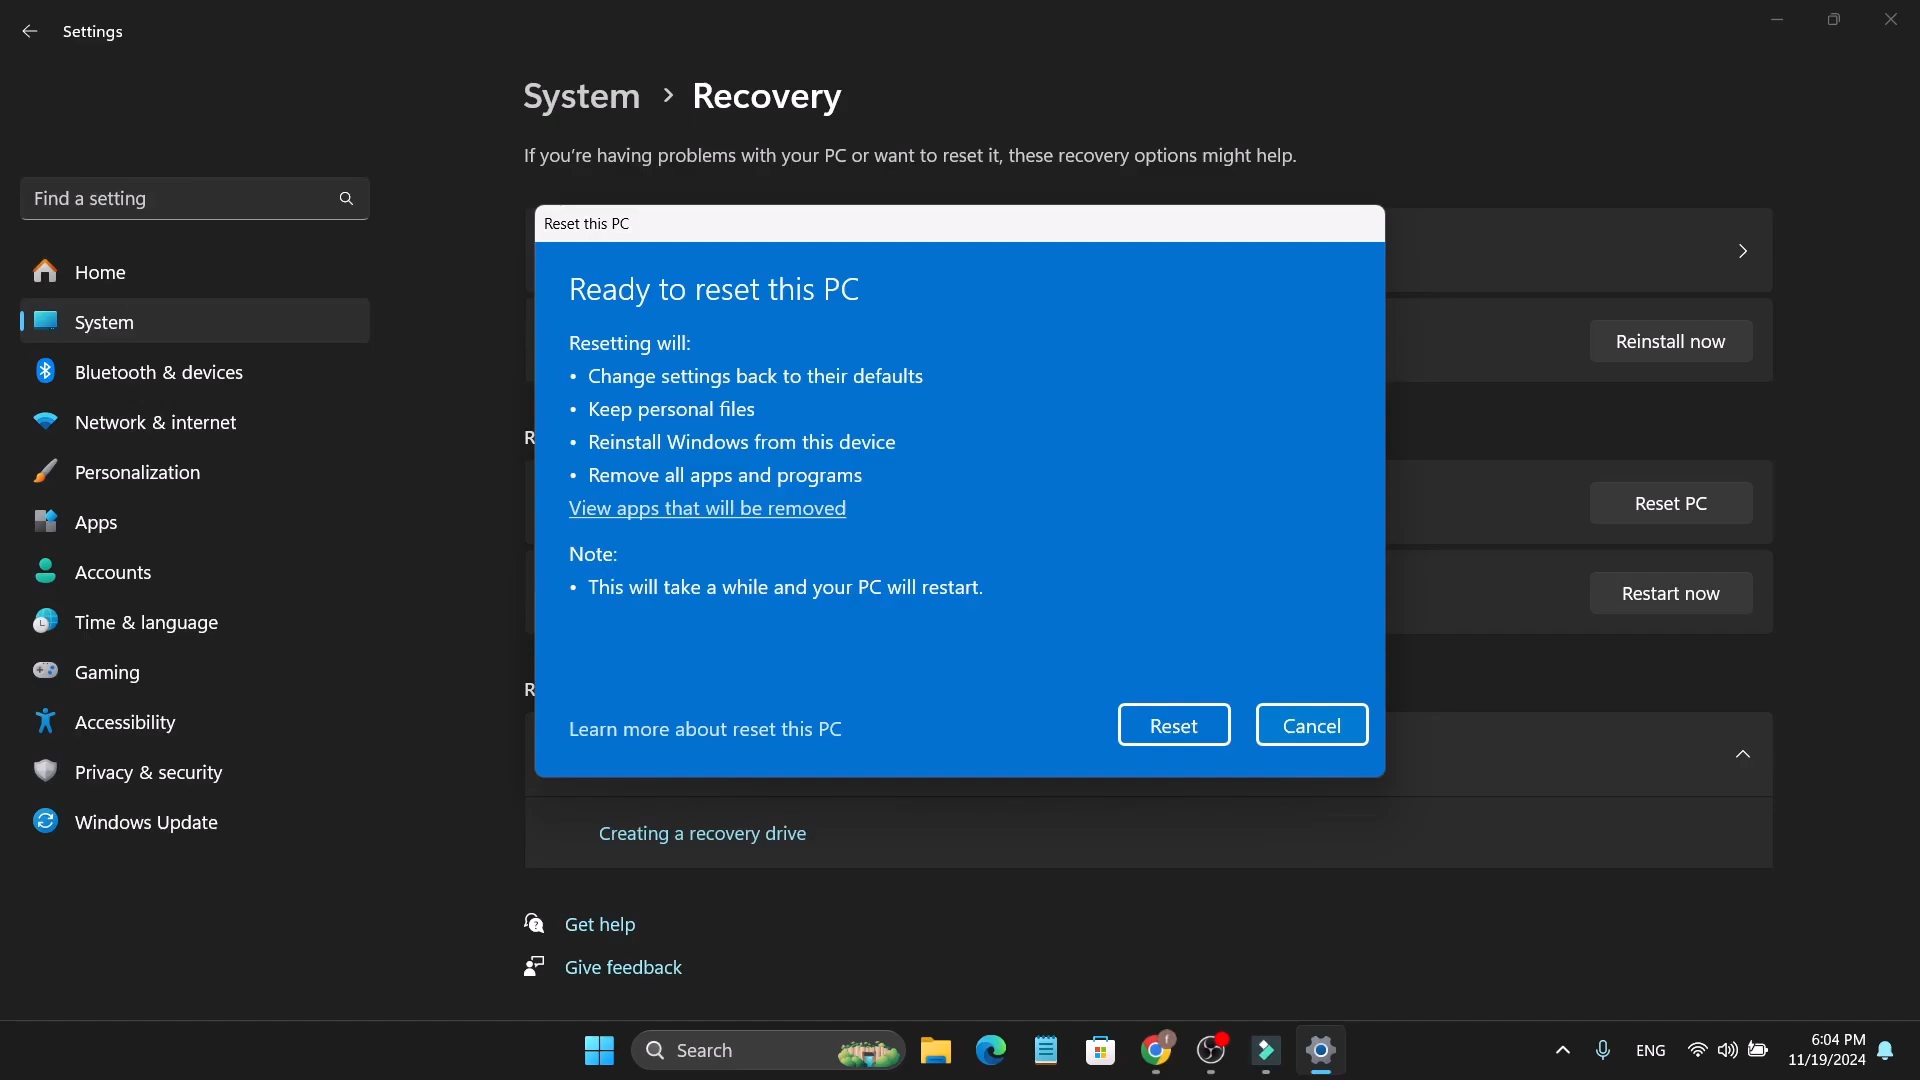 Settings
System > Recovery
If you're having problems with your PC or want to reset it, these recovery options might help.
Find a setting
Home
System
Bluetooth & devices
Network & internet
Personalization
Apps
Accounts
Time & language
Gaming
Accessibility
Privacy & security
Windows Update
Reset this PC
Ready to reset this PC
Resetting will:
• Change settings back to their defaults
• Keep personal files
• Reinstall Windows from this device
• Remove all apps and programs
View apps that will be removed
Note:
• This will take a while and your PC will restart.
Learn more about reset this PC
Reset
Cancel
Reinstall now
R
Reset PC
Restart now
R
Creating a recovery drive
Get help
Give feedback
Search
ENG
6:04 PM
11/19/2024